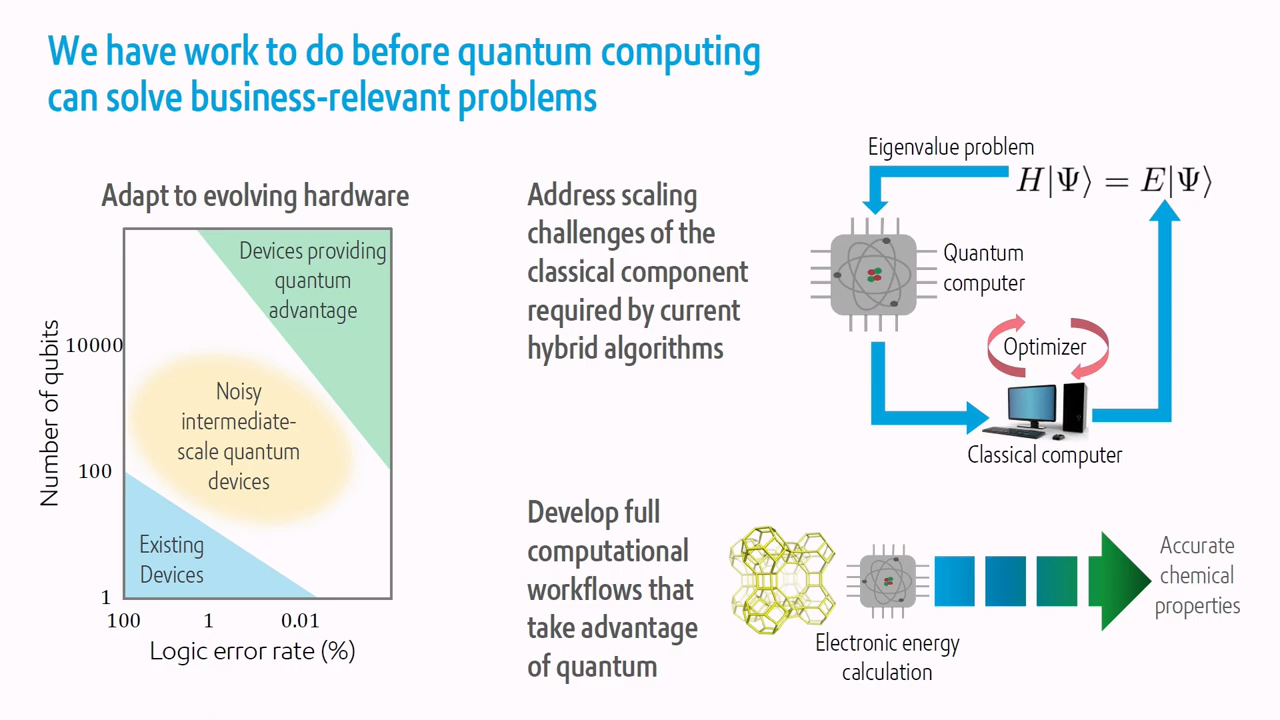 We have work to do before quantum computing
can solve business-relevant problems
Adapt to evolving hardware
Number of qubits
10000
100
1
Devices providing
quantum
advantage
Noisy
intermediate-
scale quantum
devices
Existing
Devices
100
1
0.01
Logic error rate (%)
Address scaling
challenges of the
classical component
required by current
hybrid algorithms
Eigenvalue problem
H|Ψ⟩ = E|Ψ⟩
Quantum
computer
Optimizer
Classical computer
Develop full
computational
workflows that
take advantage
of quantum
Electronic energy
calculation
Accurate
chemical
properties